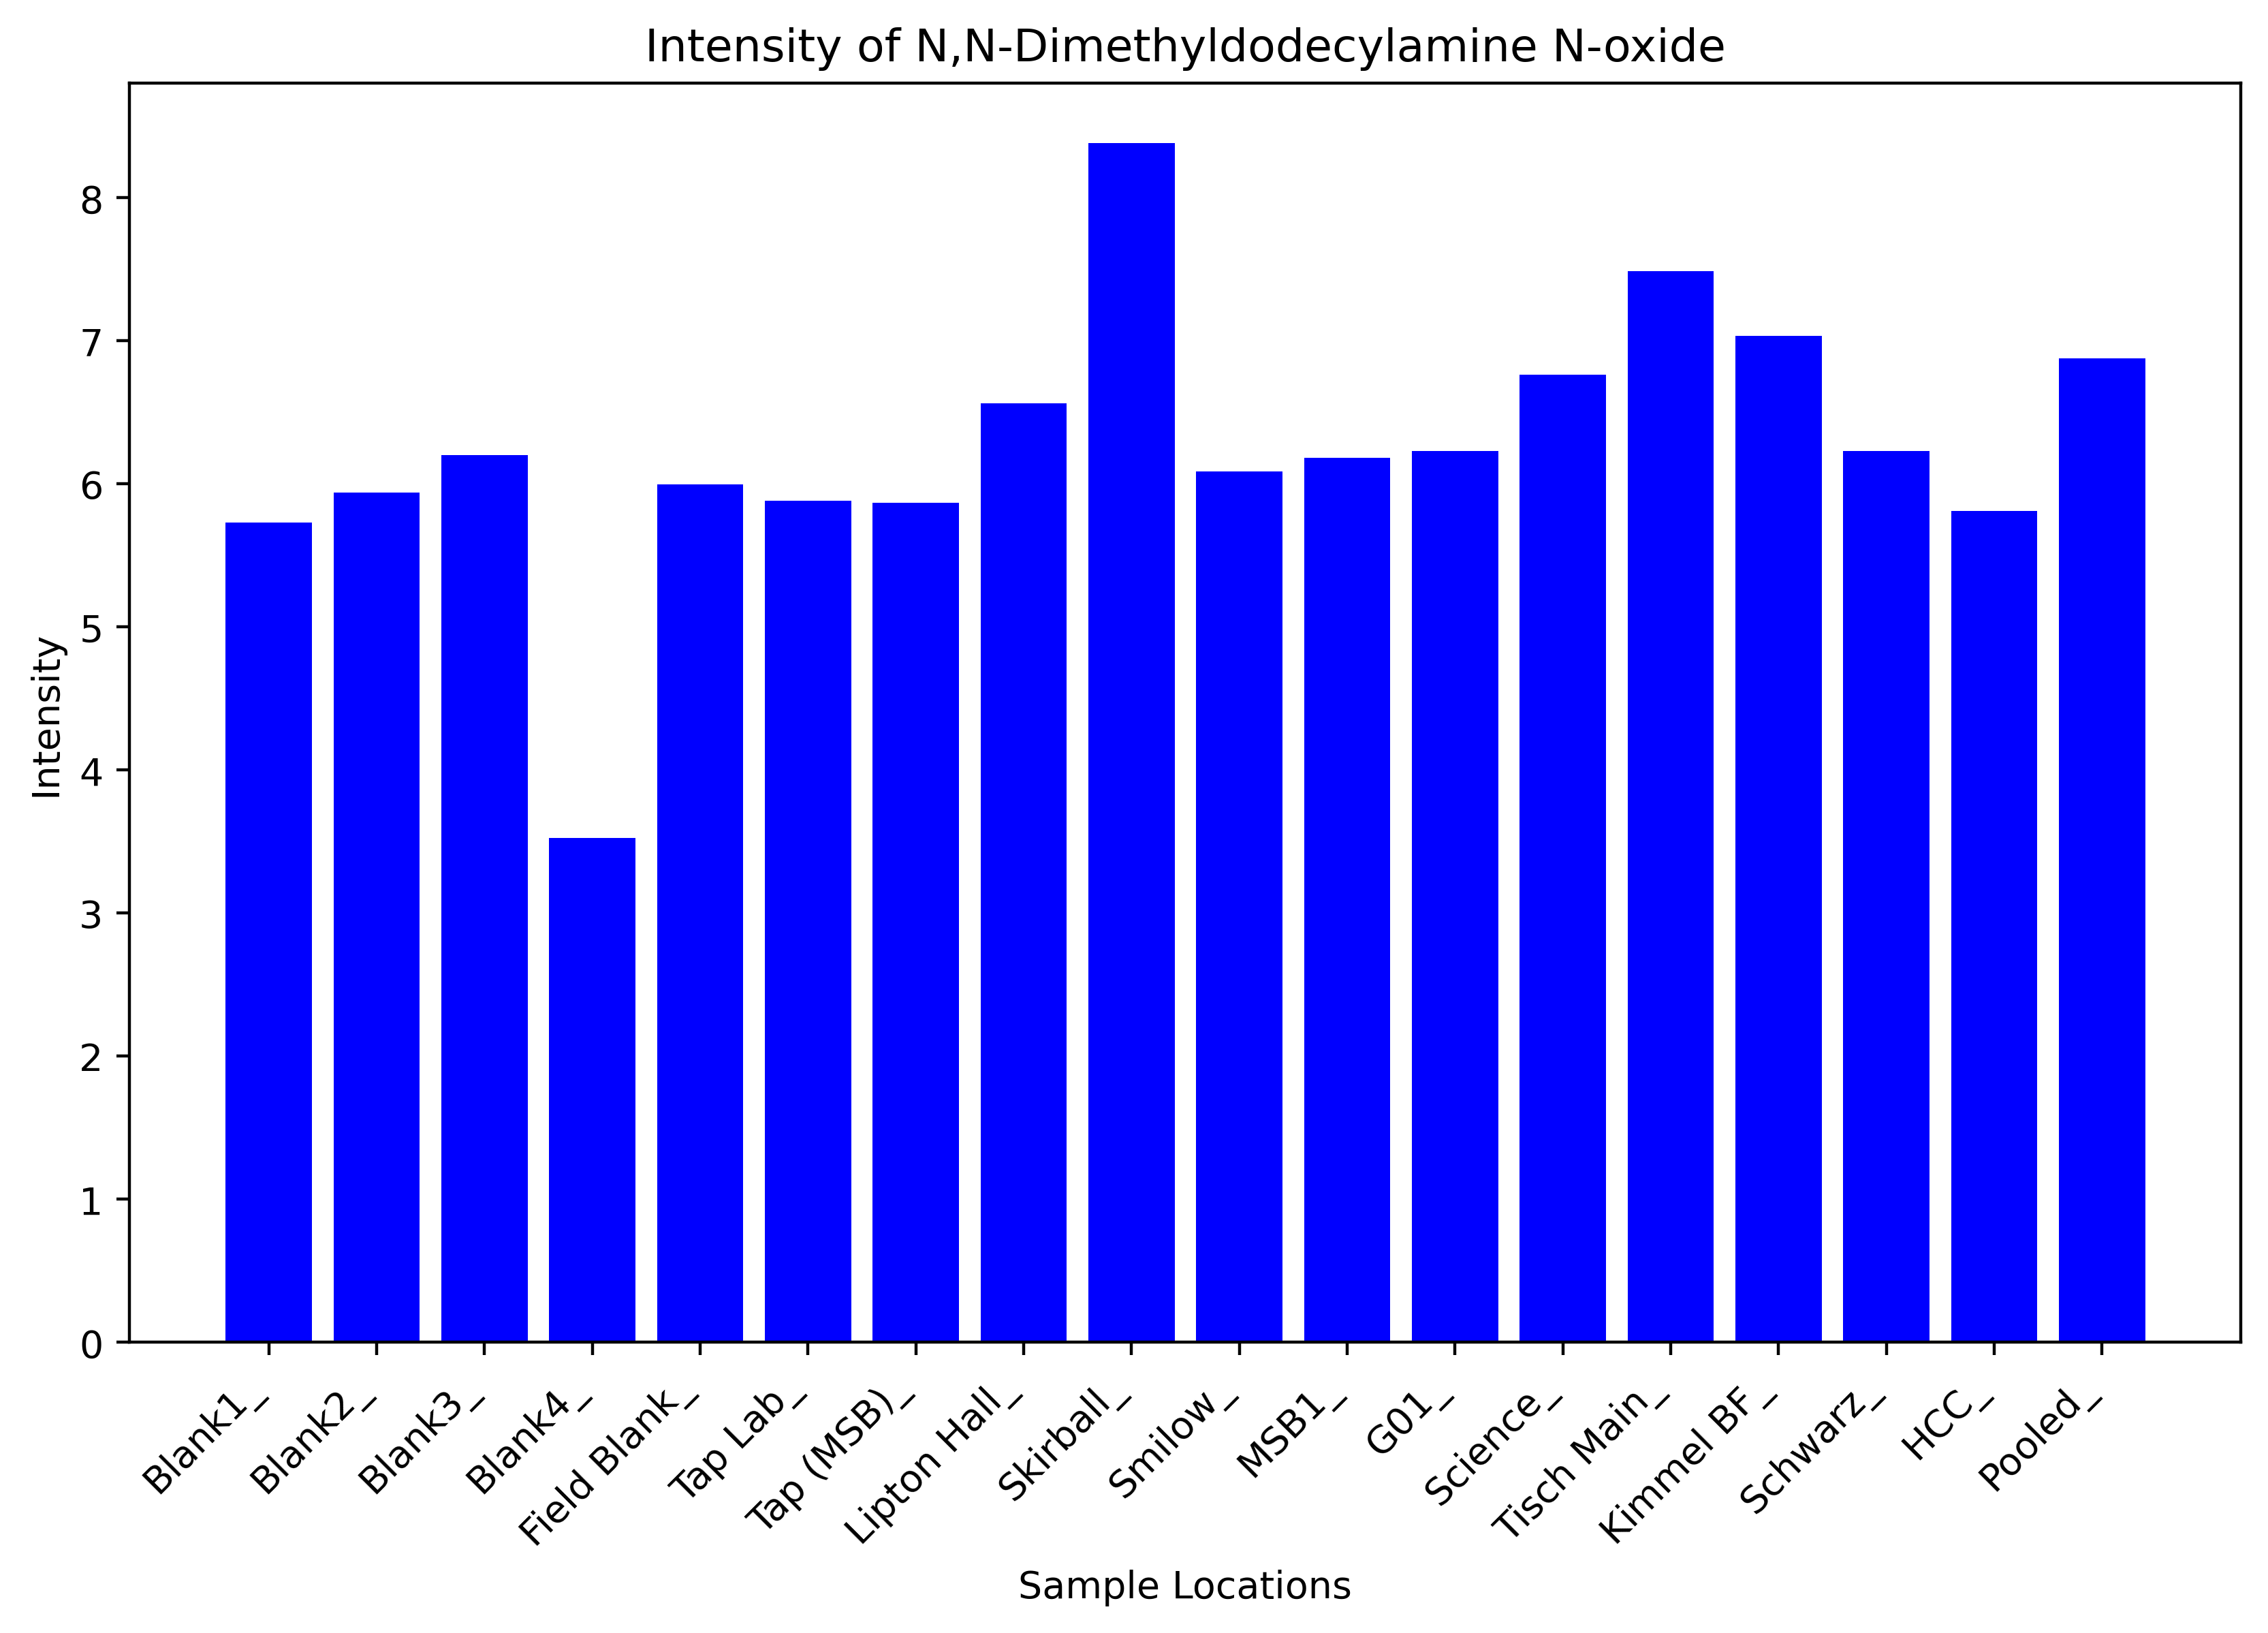 Intensity of N,N-Dimethyldodecylamine N-oxide
Intensity
8
7
6
5
4
3
2
1
0
Blank1_
Blank2_
Blank3_
Blank4_
Field Blank_
Tap Lab_
Tap (MSB)_
Lipton Hall_
Skirball_
Smilow_
MSB1_
G01_
Science_
Tisch Main_
Kimmel BF_
Schwarz_
HCC_
Pooled_
Sample Locations